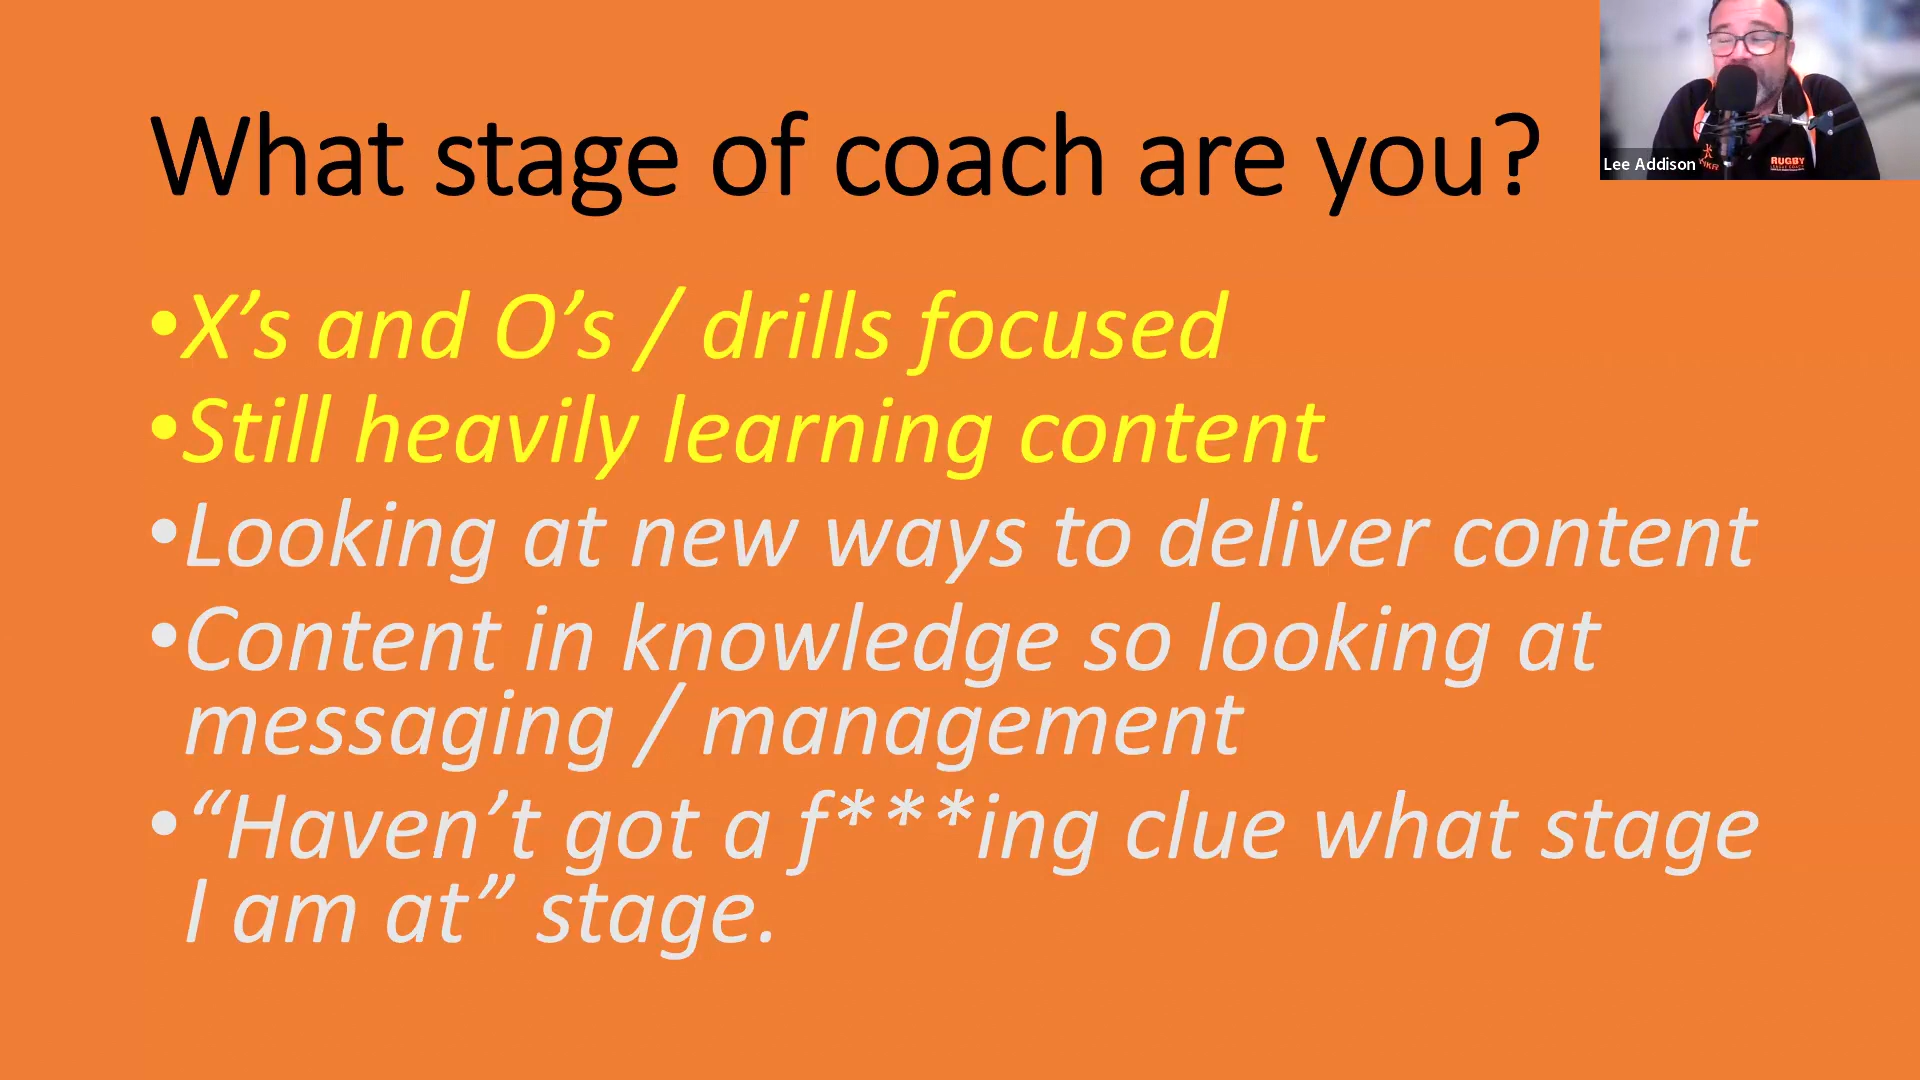 What stage of coach are you?
•X’s and O’s / drills focused
•Still heavily learning content
•Looking at new ways to deliver content
•Content in knowledge so looking at
messaging / management
•“Haven’t got a f***ing clue what stage
I am at” stage.
Lee Addison
RUGBY